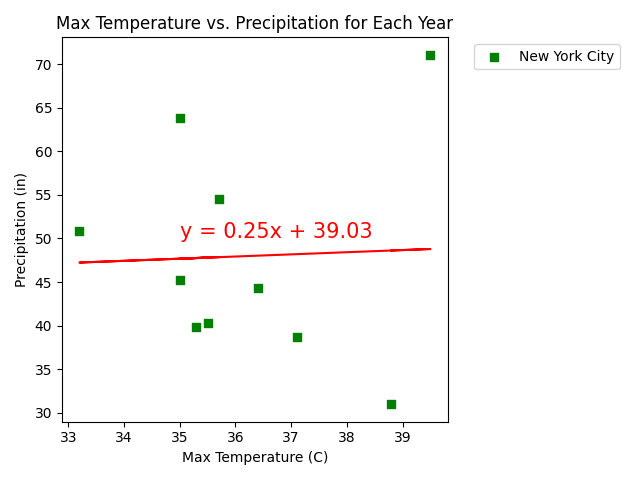 Max Temperature vs. Precipitation for Each Year
New York City
70
65
60
55
50
45
40
35
30
Precipitation (in)
y = 0.25x + 39.03
33 34 35 36 37 38 39
Max Temperature (C)